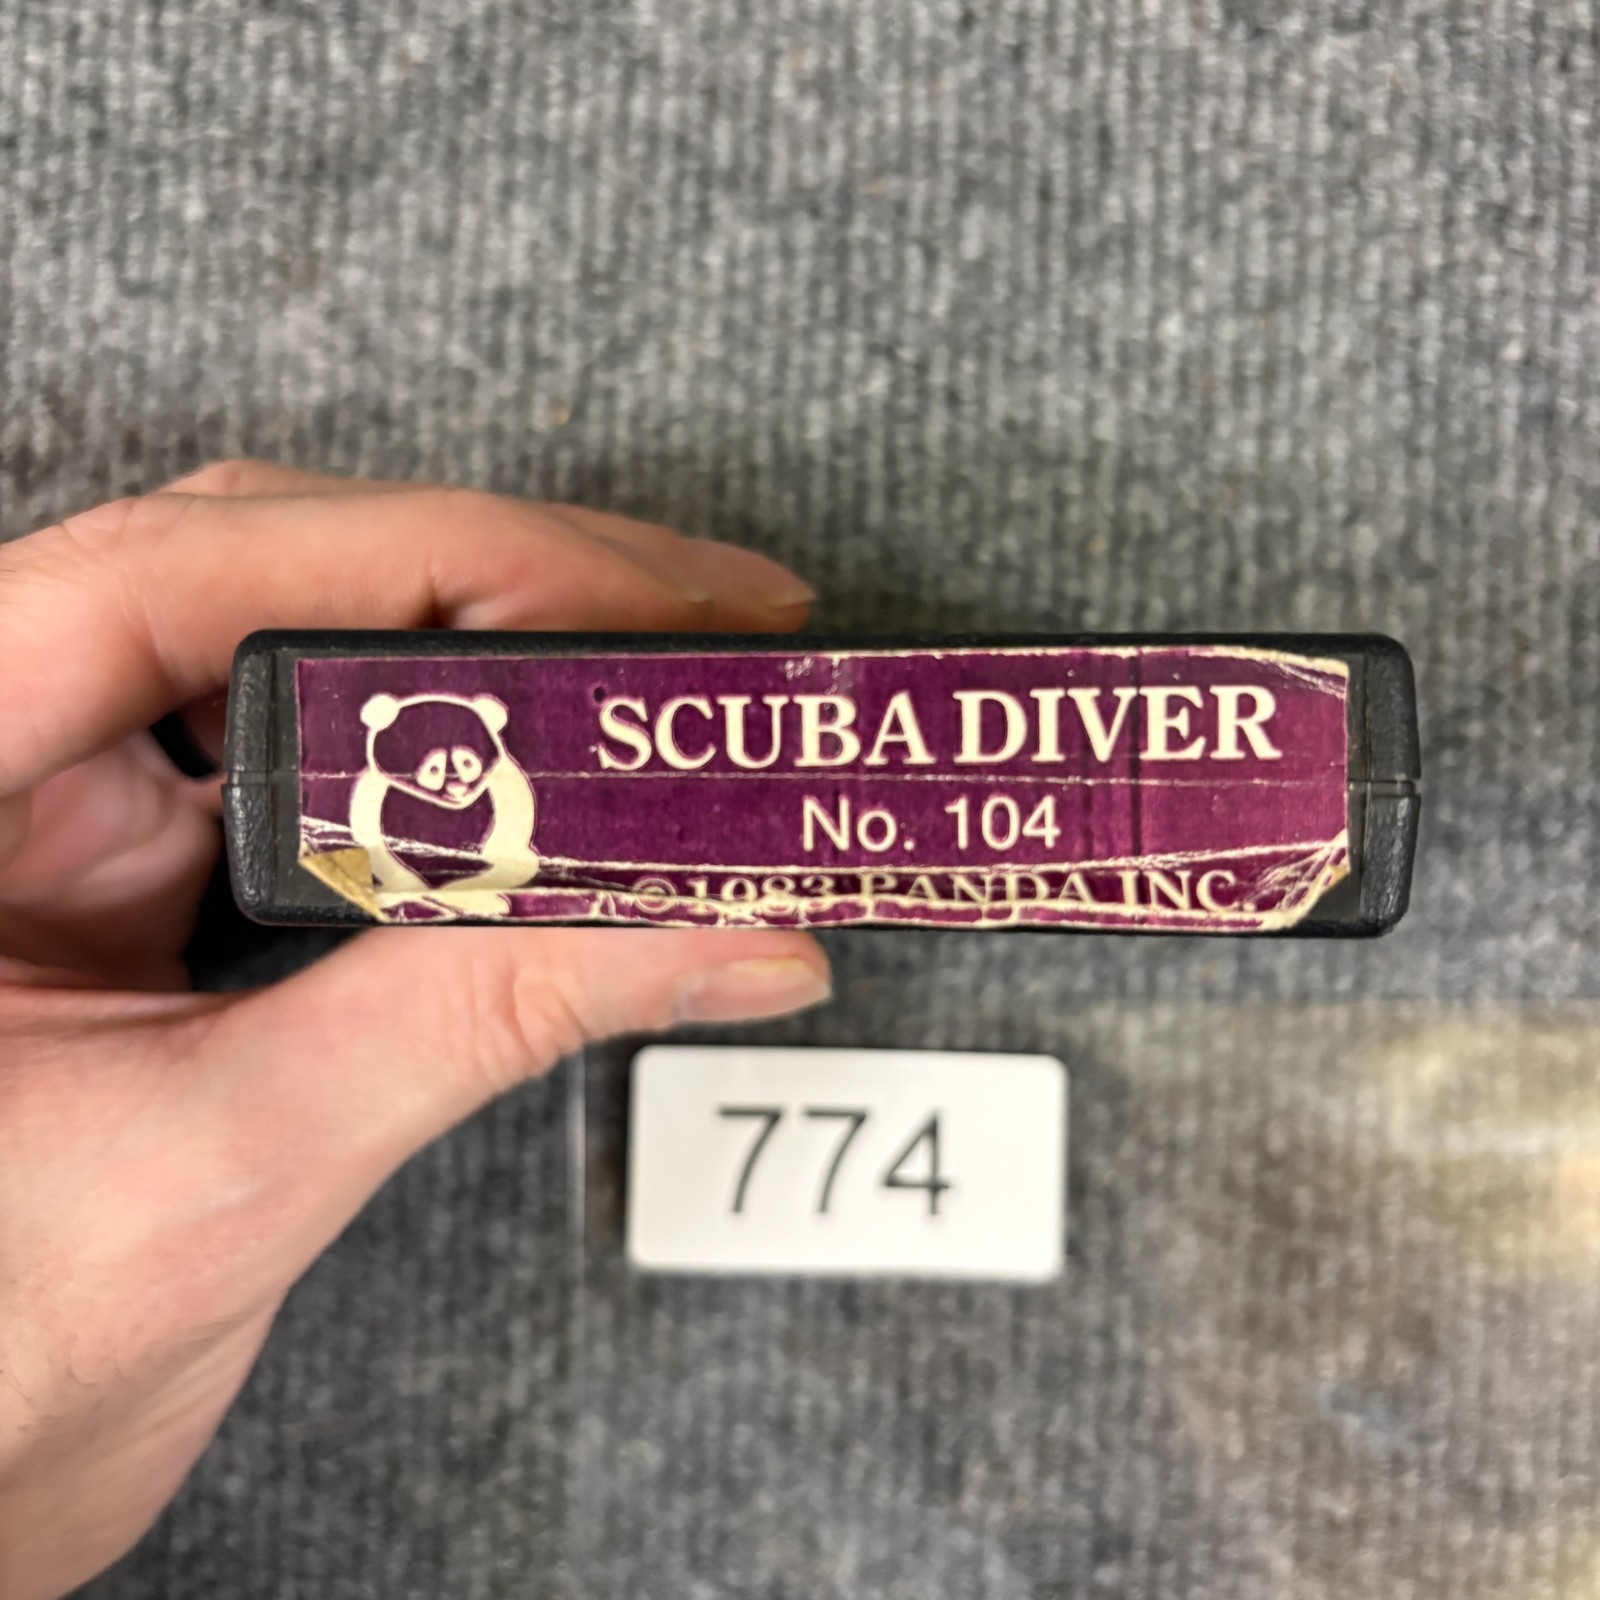 SCUBA DIVER
No. 104
©1983 PANDA INC.
774